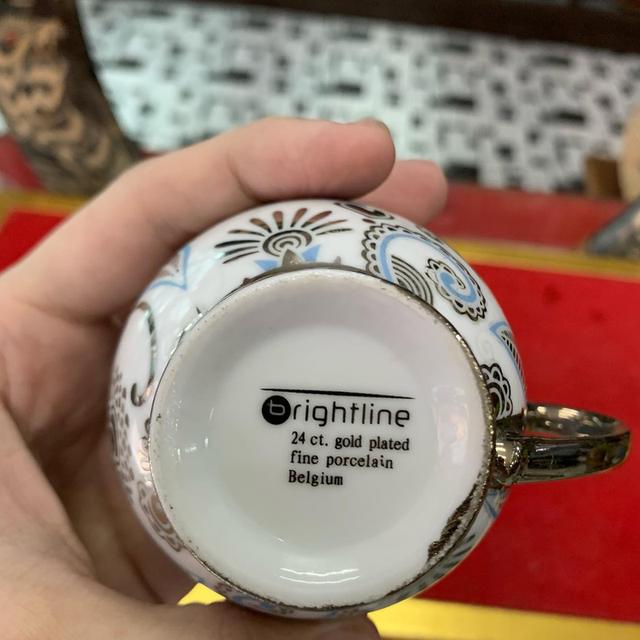 brightline
24 ct. gold plated
fine porcelain
Belgium